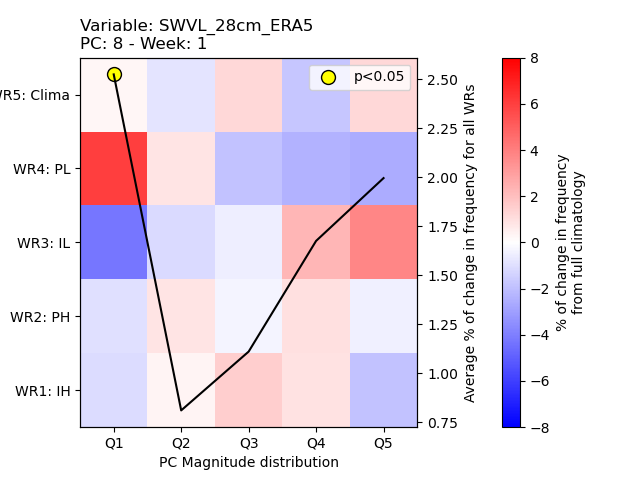 Variable: SWVL_28cm_ERA5
PC: 8 - Week: 1
WR5: Clima
WR4: PL
WR3: IL
WR2: PH
WR1: IH
p<0.05
Q1 Q2 Q3 Q4 Q5
PC Magnitude distribution
2.50
2.25
2.00
1.75
1.50
1.25
1.00
0.75
Average % of change in frequency for all WRs
8
6
4
2
0
−2
−4
−6
−8
% of change in frequency
from full climatology